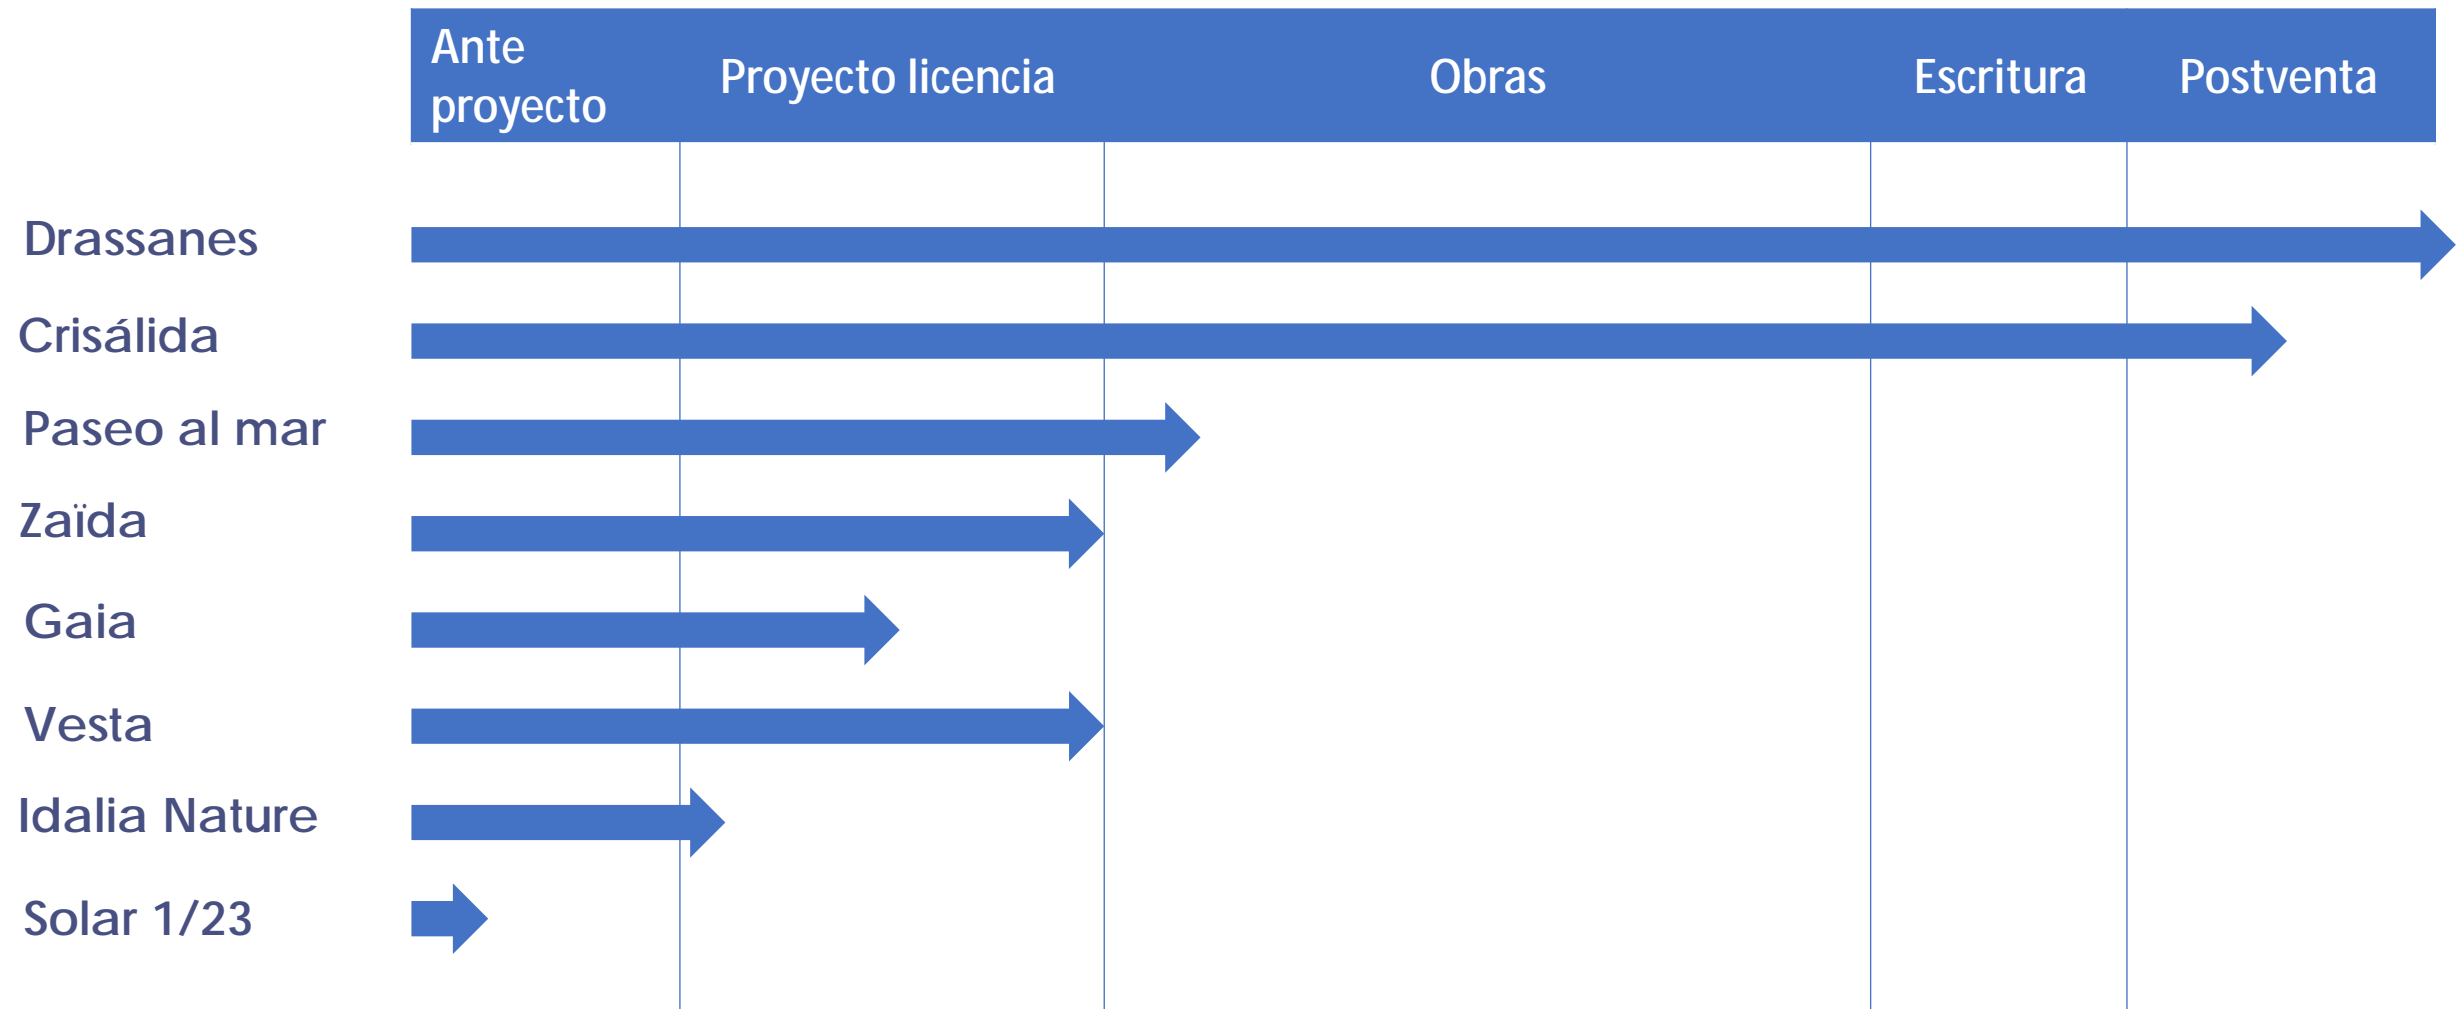 Ante
proyecto
Proyecto licencia
Obras
Escritura
Postventa
Drassanes
Crisálida
Paseo al mar
Zaïda
Gaia
Vesta
Idalia Nature
Solar 1/23